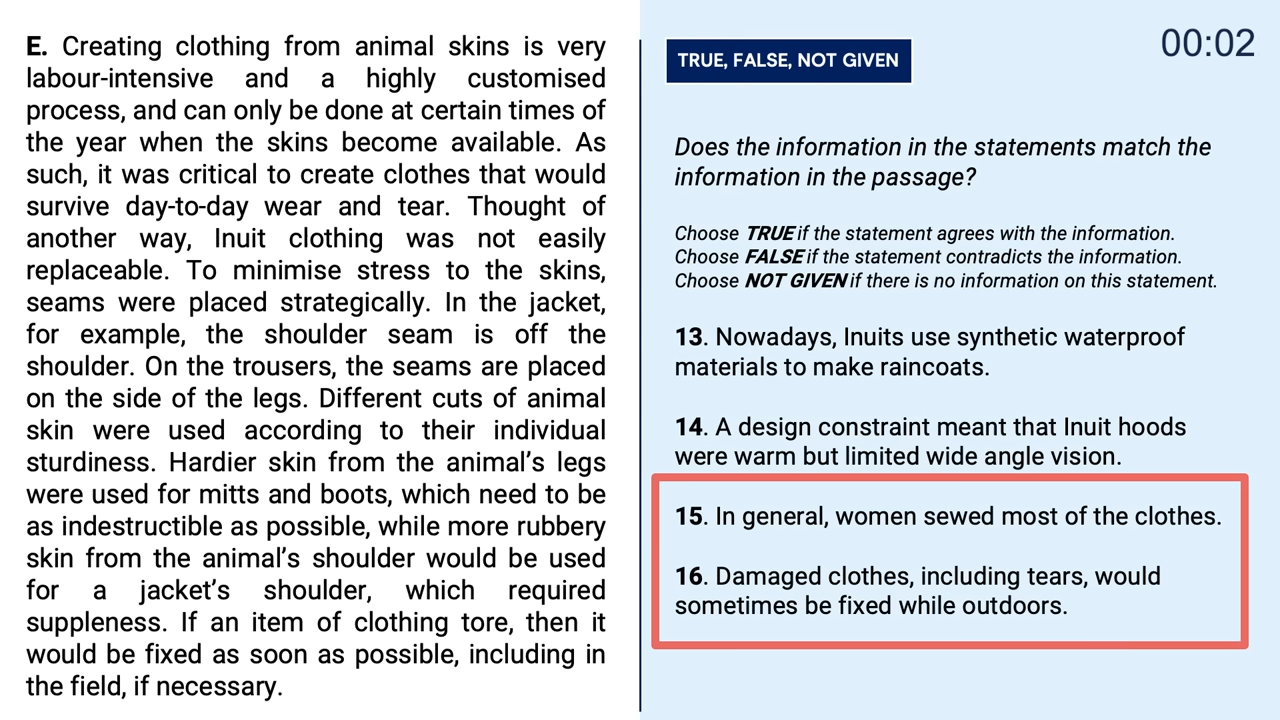 E. Creating clothing from animal skins is very
labour-intensive and a highly customised
process, and can only be done at certain times of
the year when the skins become available. As
such, it was critical to create clothes that would
survive day-to-day wear and tear. Thought of
another way, Inuit clothing was not easily
replaceable. To minimise stress to the skins,
seams were placed strategically. In the jacket,
for example, the shoulder seam is off the
shoulder. On the trousers, the seams are placed
on the side of the legs. Different cuts of animal
skin were used according to their individual
sturdiness. Hardier skin from the animal's legs
were used for mitts and boots, which need to be
as indestructible as possible, while more rubbery
skin from the animal's shoulder would be used
for a jacket's shoulder, which required
suppleness. If an item of clothing tore, then it
would be fixed as soon as possible, including in
the field, if necessary.
TRUE, FALSE, NOT GIVEN
00:02
Does the information in the statements match the
information in the passage?
Choose TRUE if the statement agrees with the information.
Choose FALSE if the statement contradicts the information.
Choose NOT GIVEN if there is no information on this statement.
13. Nowadays, Inuits use synthetic waterproof
materials to make raincoats.
14. A design constraint meant that Inuit hoods
were warm but limited wide angle vision.
15. In general, women sewed most of the clothes.
16. Damaged clothes, including tears, would
sometimes be fixed while outdoors.